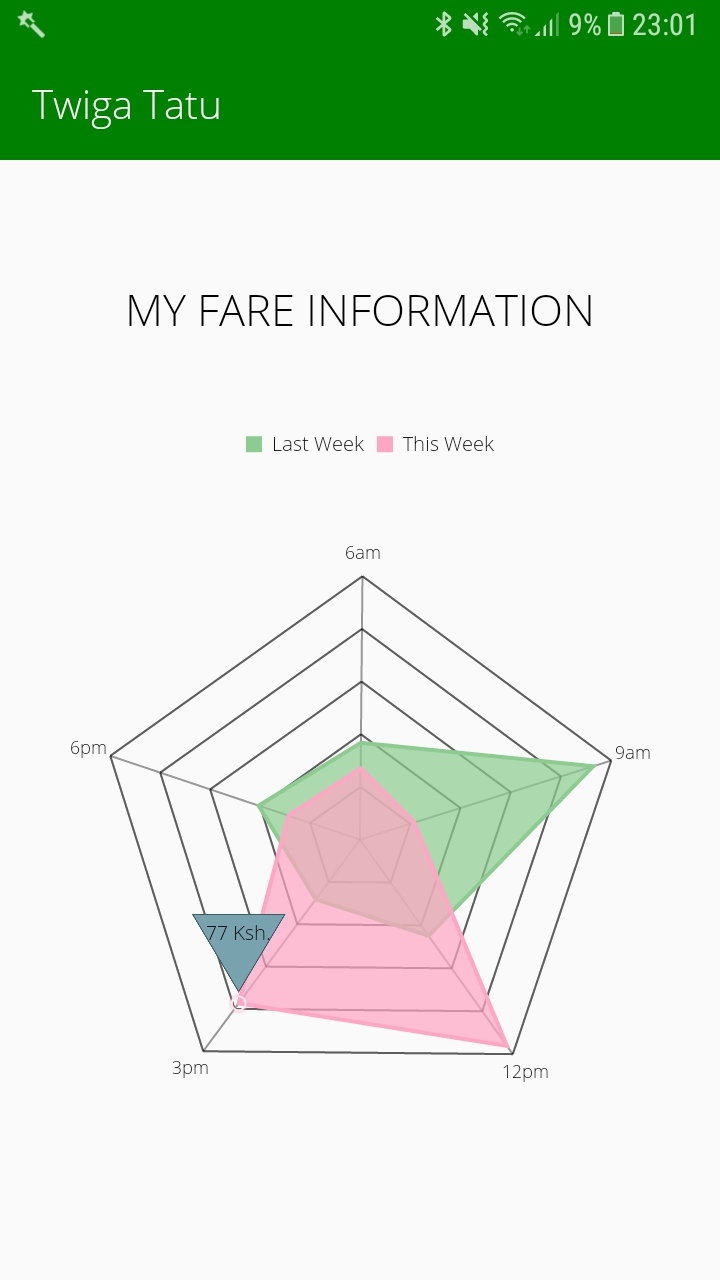 9% 23:01
Twiga Tatu
MY FARE INFORMATION
Last Week This Week
6am
6pm
9am
77 Ksh.
3pm
12pm